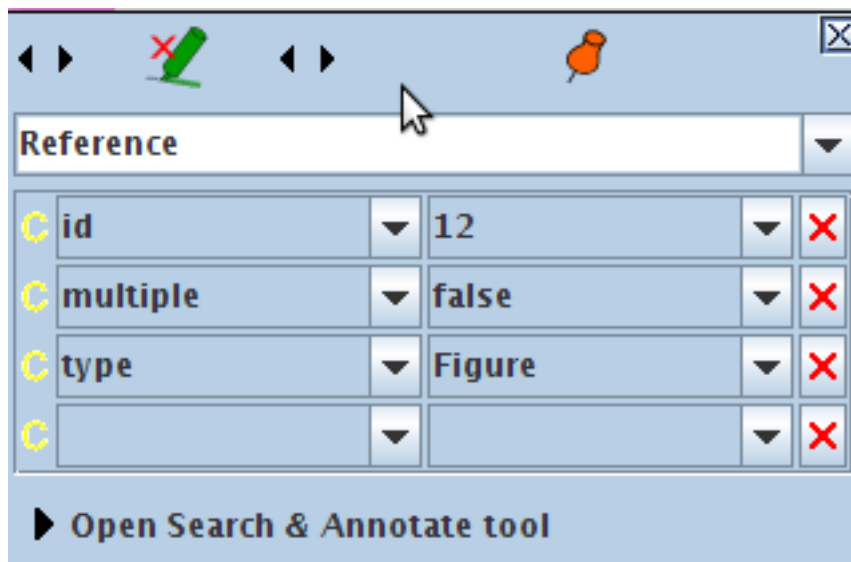 Reference
C id 12
C multiple false
C type Figure
C
Open Search & Annotate tool